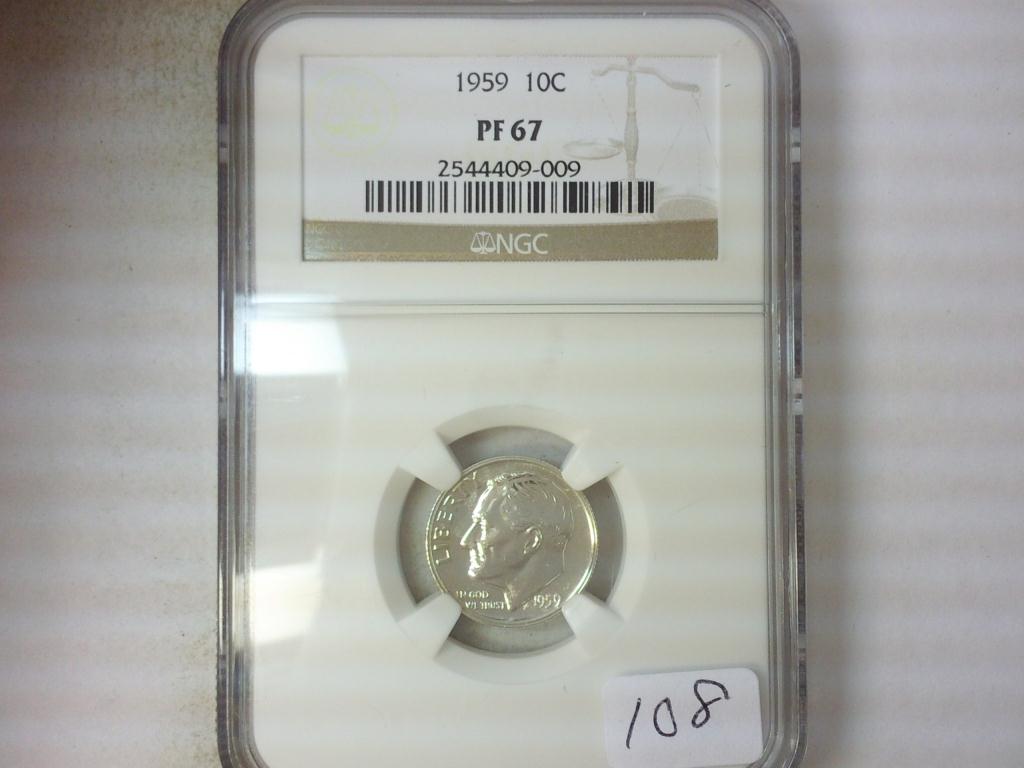 1959 10C
PF 67
2544409-009
NGC
LIBERTY
IN GOD
WE TRUST
1959
108